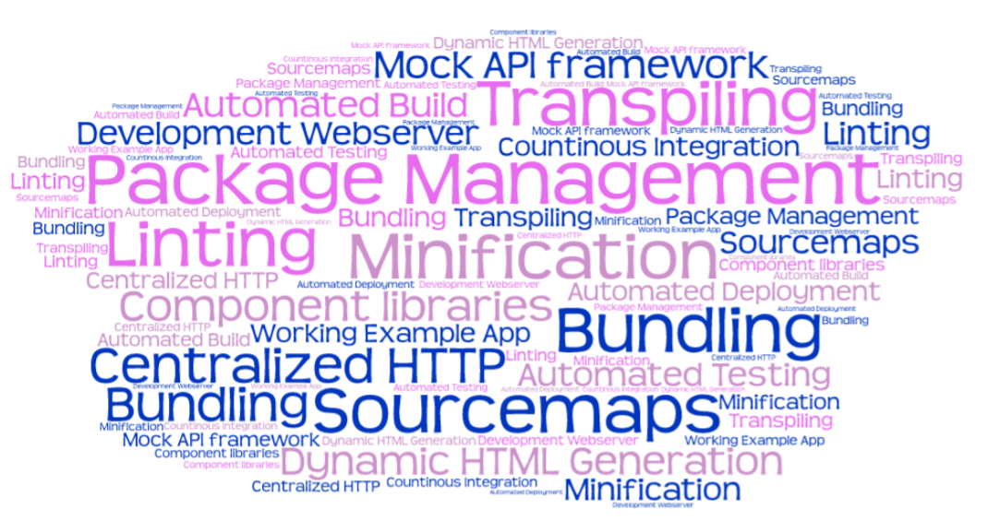 Component libraries
Mock API framework Dynamic HTML Generation
Automated Build Mock API framework
Countinous Integration
Sourcemaps Mock API framework Transpiling
Sourcemaps
Package Management Automated Testing Automated Build Mock API framework
Automated Testing Transpiling Automated Testing
Package Management Automated Build Bundling
Automated Build
Development Webserver Package Management Mock API framework Dynamic HTML Generation Linting
Working Example App Automated Testing Working Example App Countinous Integration Package Management
Countinous Integration Sourcemaps Transpiling
Bundling Package Management Linting
Linting
Sourcemaps Sourcemaps
Minification Automated Deployment Bundling Transpiling Minification Package Management
Bundling Dynamic HTML Generation Working Example App Development Webserver
Linting Minification Component libraries Sourcemaps
Transpiling Centralized HTTP Component libraries
Linting
Centralized HTTP Automated Deployment Development Webserver Automated Deployment Automated Build
Component libraries Package Management Automated Deployment
Centralized HTTP Working Example App Bundling Bundling
Automated Build
Centralized HTTP Linting Minification Centralized HTTP
Automated Testing
Development Webserver Working Example App Automated Testing Automated Deployment Countinous Integration Dynamic HTML Generation
Bundling Sourcemaps Minification
Minification Countinous Integration Transpiling
Mock API framework Dynamic HTML Generation Development Webserver Working Example App
Component libraries Dynamic HTML Generation
Component libraries
Centralized HTTP Countinous Integration Automated Deployment Minification
Development Webserver